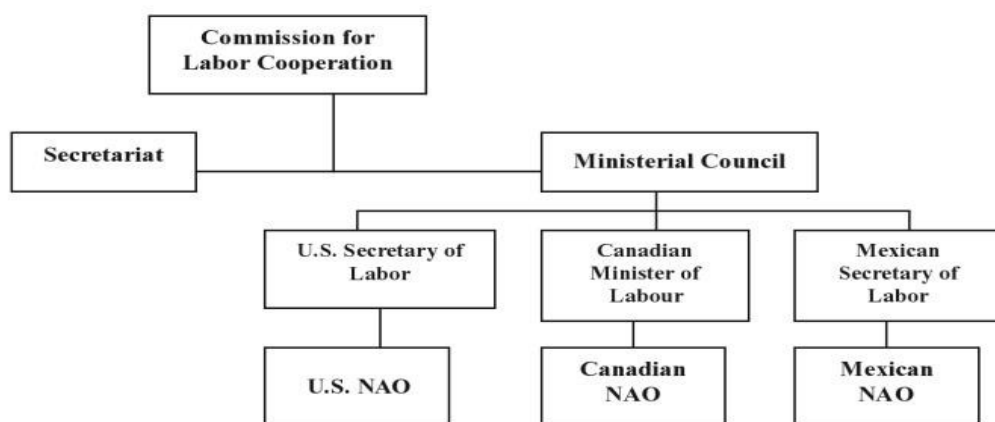 Commission for
Labor Cooperation
Secretariat
Ministerial Council
U.S. Secretary of
Labor
Canadian
Minister of
Labour
Mexican
Secretary of
Labor
U.S. NAO
Canadian
NAO
Mexican
NAO